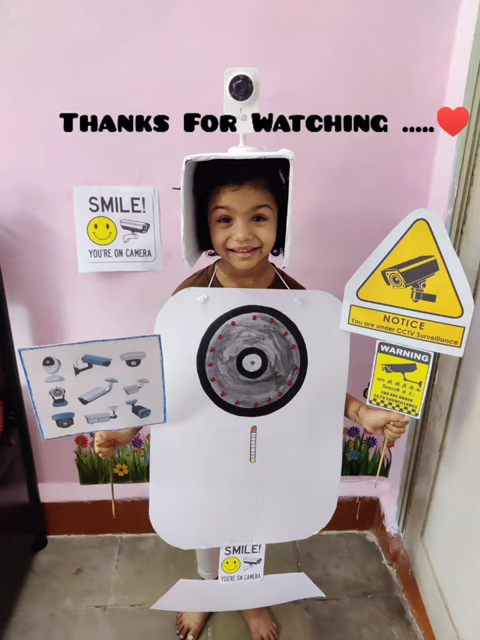 THANKS FOR WATCHING .....❤️
SMILE!
YOU'RE ON CAMERA
NOTICE
You are under CCTV Surveillance
WARNING
SMILE!
YOU'RE ON CAMERA